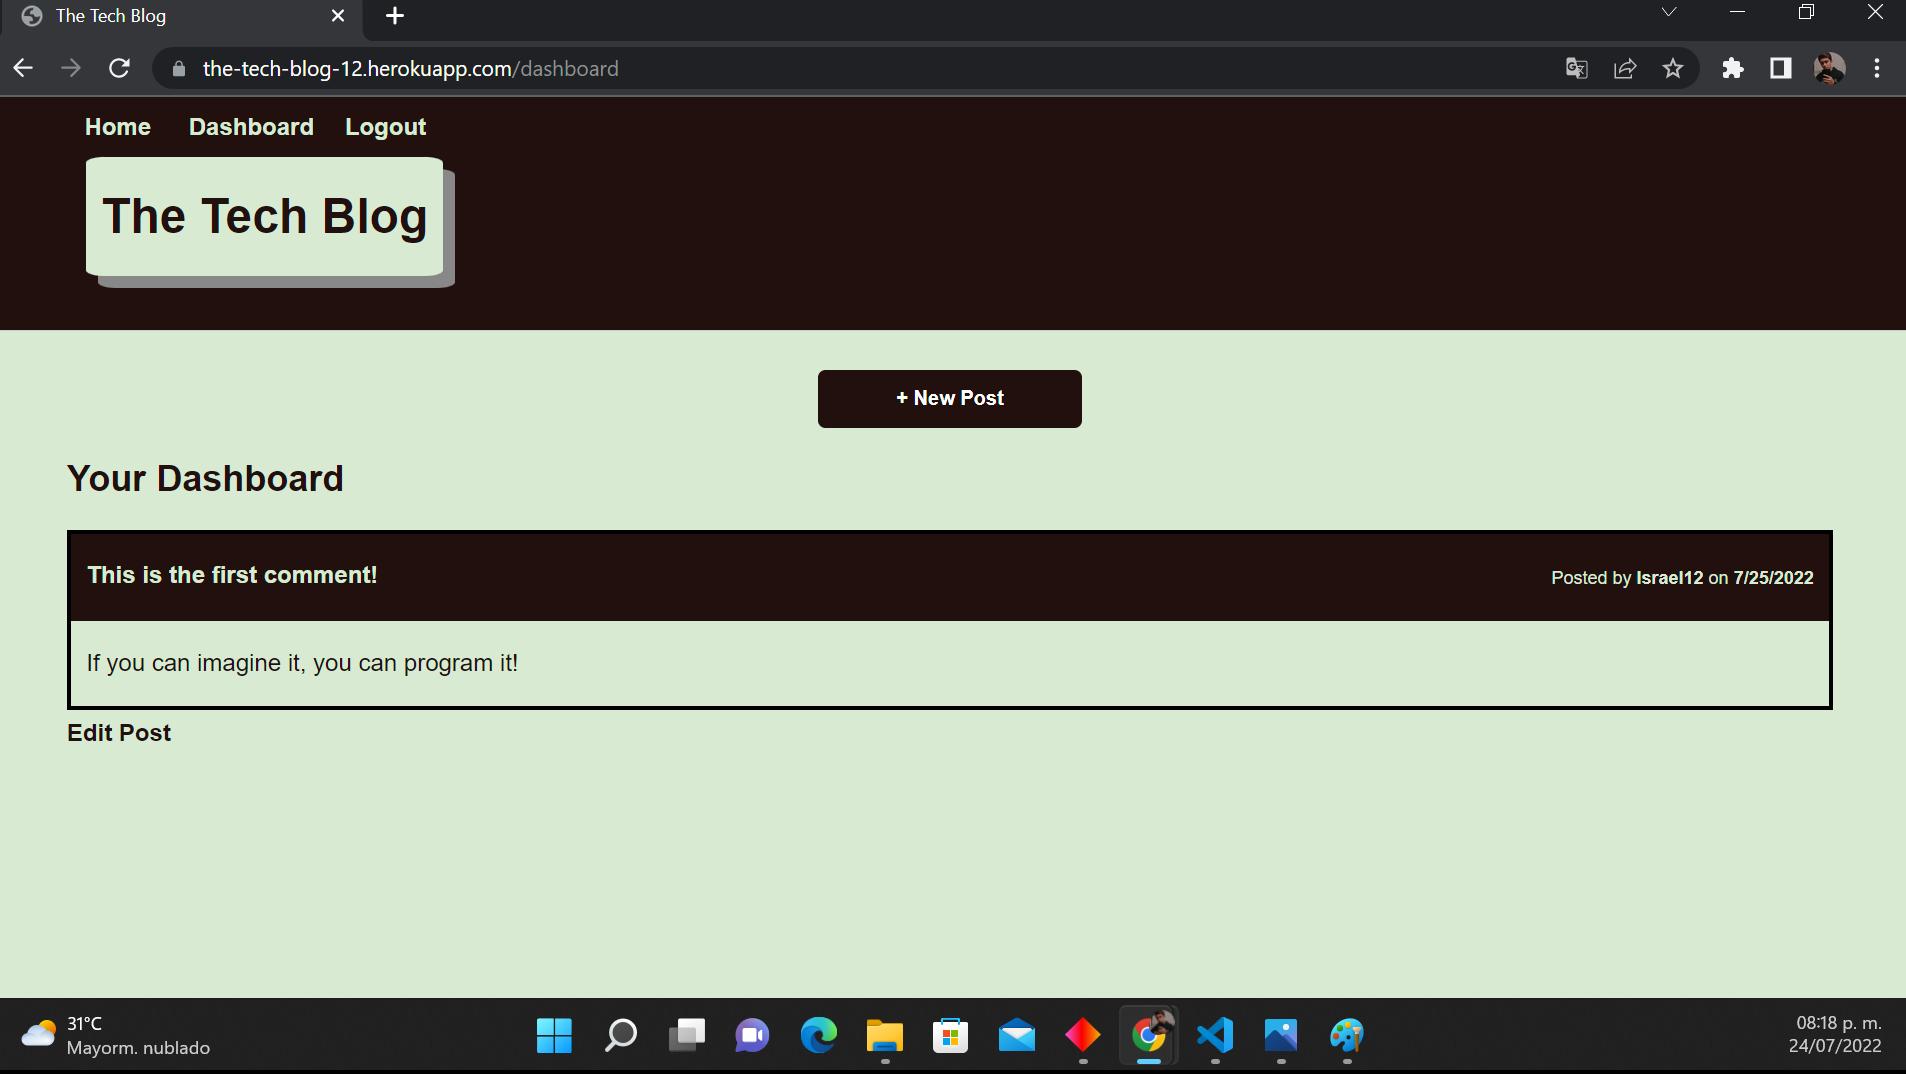 The Tech Blog
the-tech-blog-12.herokuapp.com/dashboard
Home Dashboard Logout
The Tech Blog
+ New Post
Your Dashboard
This is the first comment!
Posted by Israel12 on 7/25/2022
If you can imagine it, you can program it!
Edit Post
31°C
Mayorm. nublado
08:18 p. m.
24/07/2022